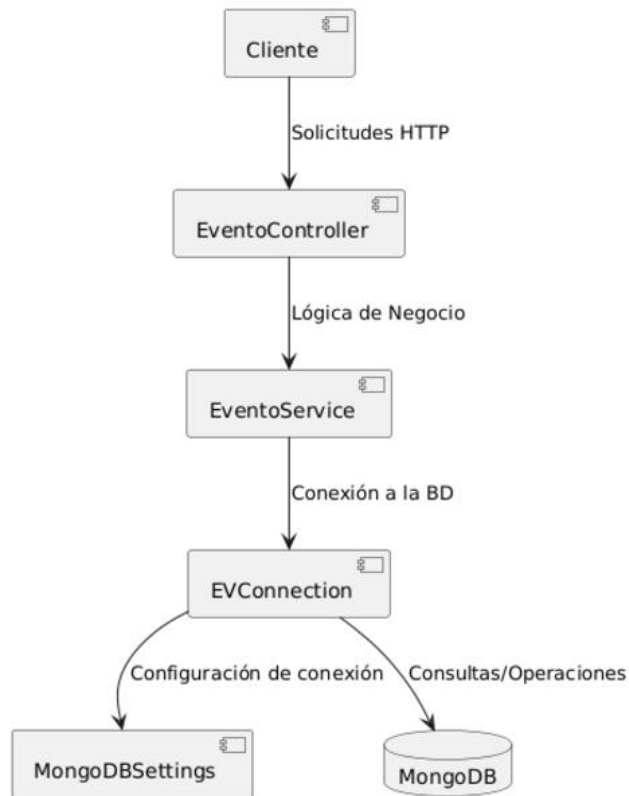 Cliente
Solicitudes HTTP
EventoController
Lógica de Negocio
EventoService
Conexión a la BD
EVConnection
Configuración de conexión
Consultas/Operaciones
MongoDBSettings
MongoDB